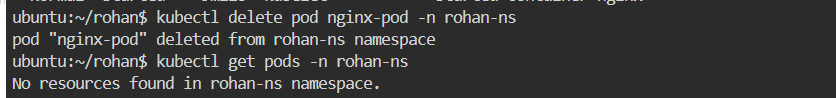 ubuntu:~/rohan$ kubectl delete pod nginx-pod -n rohan-ns
pod "nginx-pod" deleted from rohan-ns namespace
ubuntu:~/rohan$ kubectl get pods -n rohan-ns
No resources found in rohan-ns namespace.